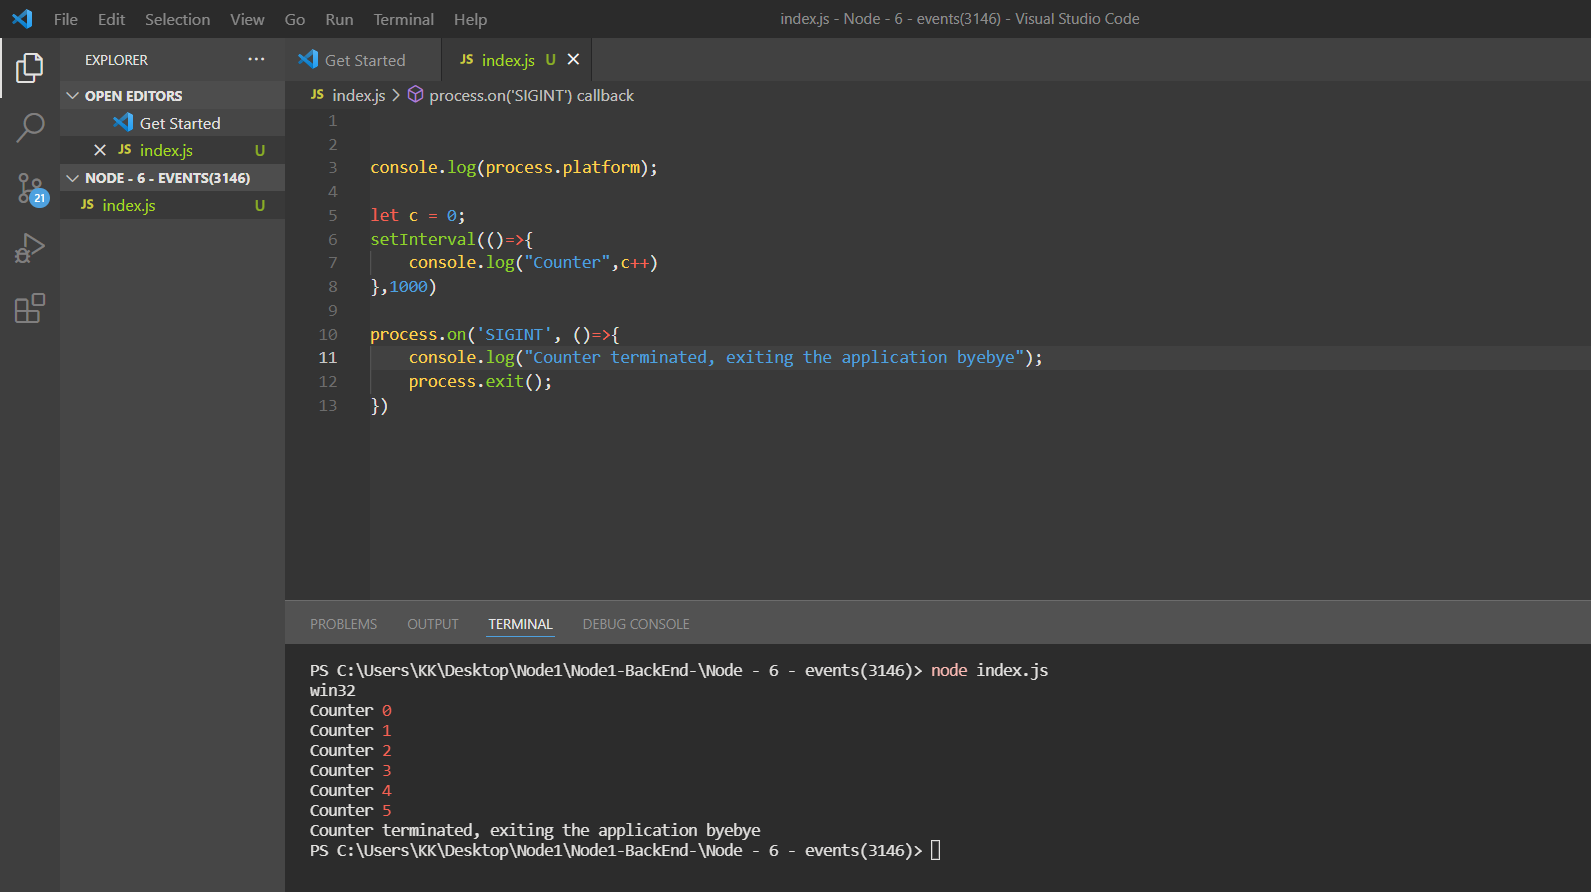 File Edit Selection View Go Run Terminal Help
index.js - Node - 6 - events(3146) - Visual Studio Code
EXPLORER ···
Get Started
JS index.js U
OPEN EDITORS
Get Started
JS index.js U
NODE - 6 - EVENTS(3146)
JS index.js U
21
JS index.js > process.on('SIGINT') callback
1
2
3 console.log(process.platform);
4
5 let c = 0;
6 setInterval(()=>{
7 console.log("Counter",c++)
8 },1000)
9
10 process.on('SIGINT', ()=>{
11 console.log("Counter terminated, exiting the application byebye");
12 process.exit();
13 })
PROBLEMS OUTPUT TERMINAL DEBUG CONSOLE
PS C:\Users\KK\Desktop\Node1\Node1-BackEnd-\Node - 6 - events(3146)> node index.js
win32
Counter 0
Counter 1
Counter 2
Counter 3
Counter 4
Counter 5
Counter terminated, exiting the application byebye
PS C:\Users\KK\Desktop\Node1\Node1-BackEnd-\Node - 6 - events(3146)>